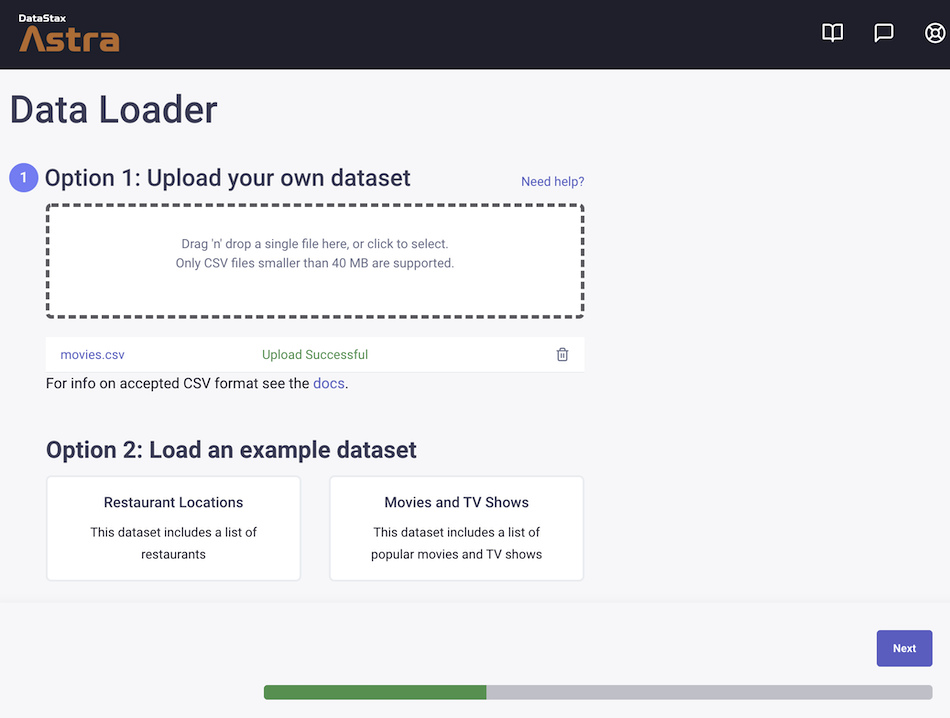 DataStax
Astra
Data Loader
1 Option 1: Upload your own dataset
Need help?
Drag 'n' drop a single file here, or click to select.
Only CSV files smaller than 40 MB are supported.
movies.csv Upload Successful
For info on accepted CSV format see the docs.
Option 2: Load an example dataset
Restaurant Locations
This dataset includes a list of
restaurants
Movies and TV Shows
This dataset includes a list of
popular movies and TV shows
Next